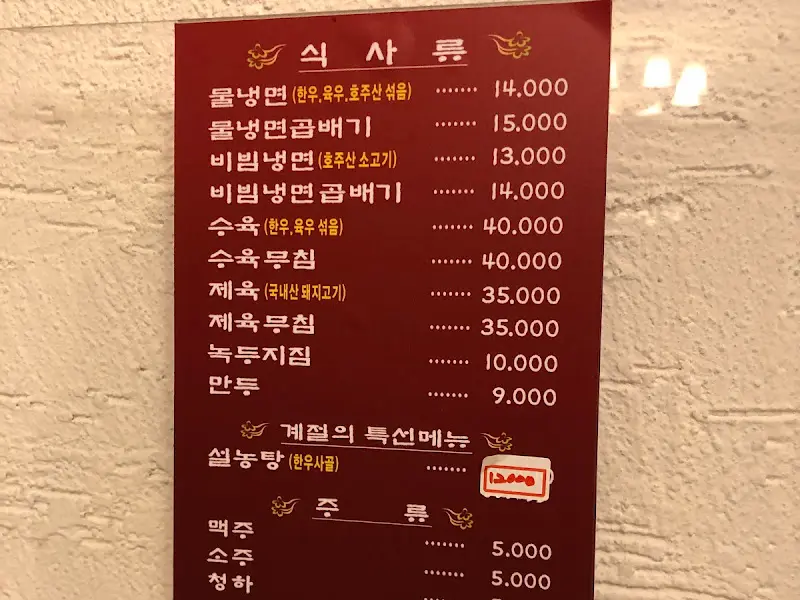 식 사 류
물냉면 (한우,육우,호주산 섞음) ······· 14.000
물냉면곱배기 ······· 15.000
비빔냉면 (호주산 소고기) ······· 13.000
비빔냉면곱배기 ······· 14.000
수육 (한우,육우 섞음) ······· 40.000
수육무침 ······· 40.000
제육 (국내산 돼지고기) ······· 35.000
제육무침 ······· 35.000
녹두지짐 ······· 10.000
만두 ······· 9.000
계절의 특선메뉴
설농탕 (한우사골) ······· 12000
주 류
맥주 ······· 5.000
소주 ······· 5.000
청하